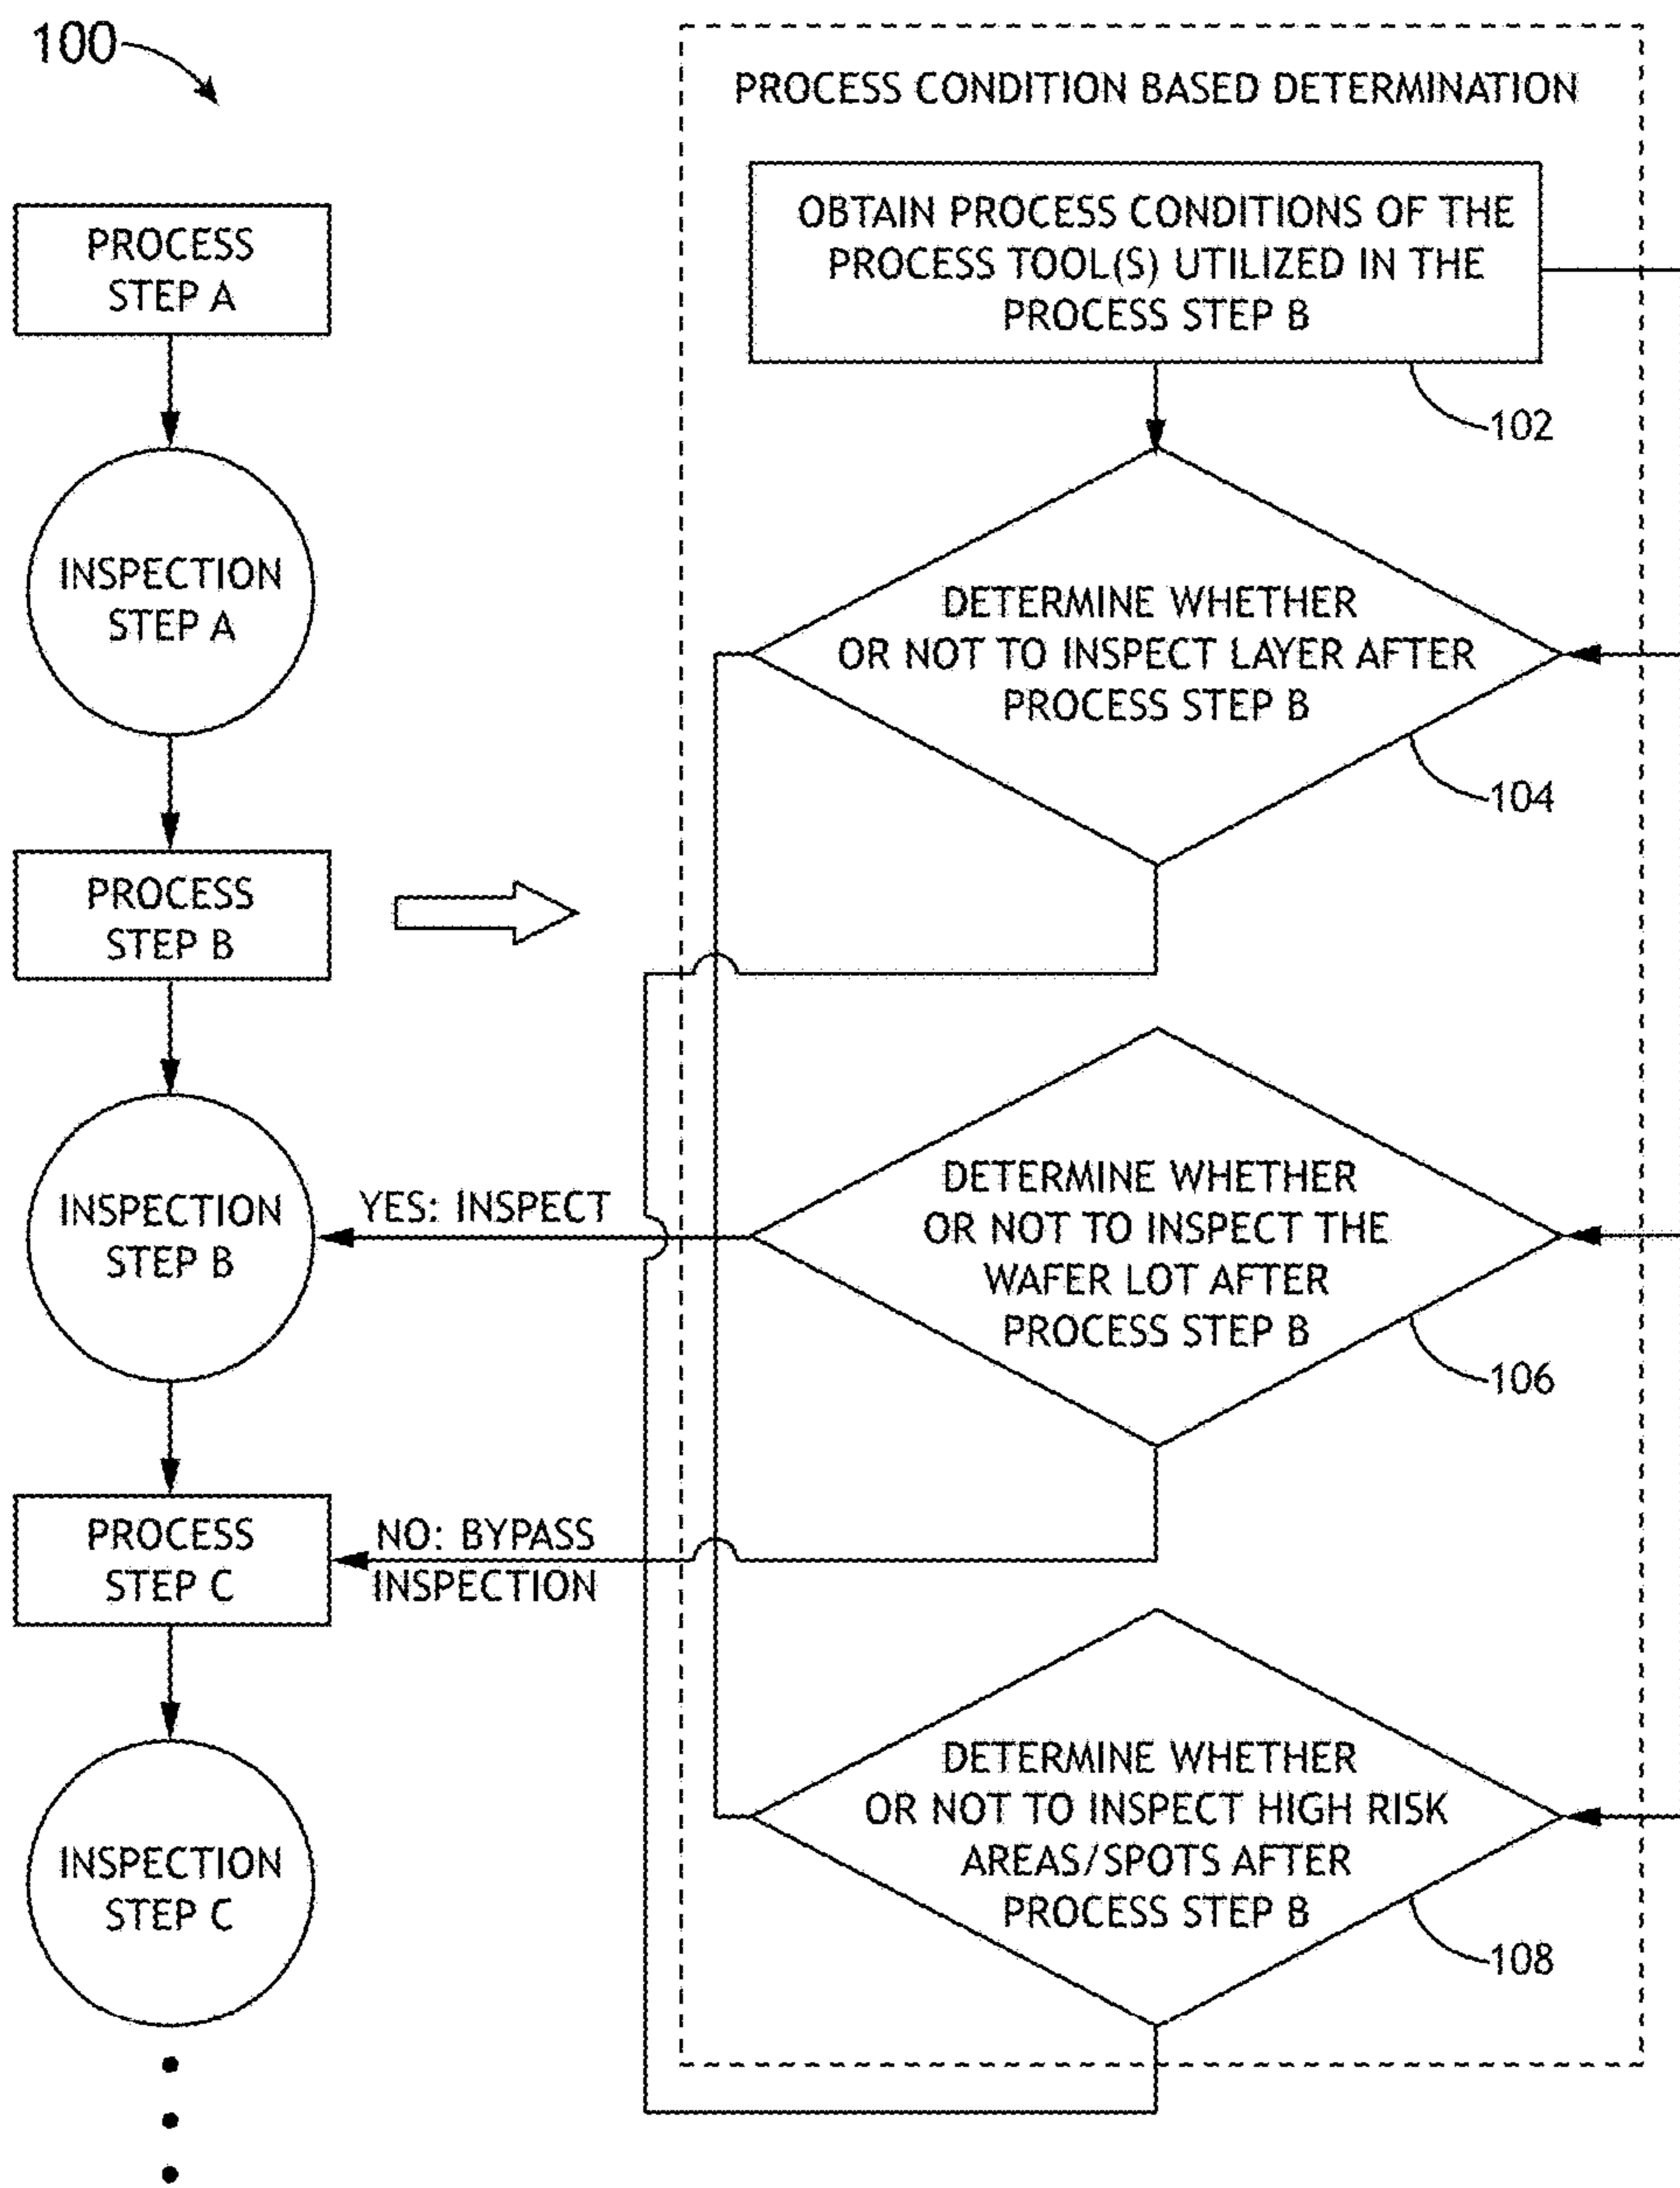 100
PROCESS
STEP A
INSPECTION
STEP A
PROCESS
STEP B
INSPECTION
STEP B
PROCESS
STEP C
INSPECTION
STEP C
YES: INSPECT
NO: BYPASS
INSPECTION
PROCESS CONDITION BASED DETERMINATION
OBTAIN PROCESS CONDITIONS OF THE
PROCESS TOOL(S) UTILIZED IN THE
PROCESS STEP B
102
DETERMINE WHETHER
OR NOT TO INSPECT LAYER AFTER
PROCESS STEP B
104
DETERMINE WHETHER
OR NOT TO INSPECT THE
WAFER LOT AFTER
PROCESS STEP B
106
DETERMINE WHETHER
OR NOT TO INSPECT HIGH RISK
AREAS/SPOTS AFTER
PROCESS STEP B
108